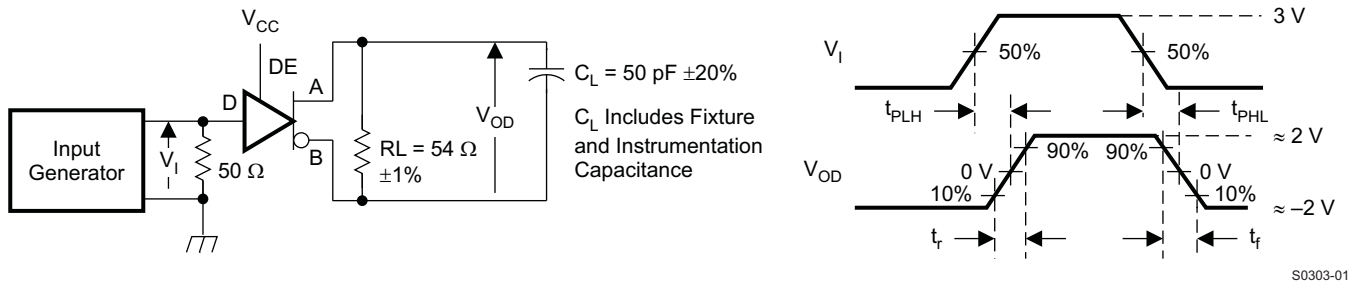 V_CC
DE
D
A
B
Input
Generator
V_I
50 Ω
RL = 54 Ω
±1%
V_OD
C_L = 50 pF ±20%
C_L Includes Fixture
and Instrumentation
Capacitance
V_I
50%
50%
3 V
t_PLH
t_PHL
V_OD
90%
90%
≈ 2 V
0 V
0 V
10%
10%
≈ –2 V
t_r
t_f
S0303-01